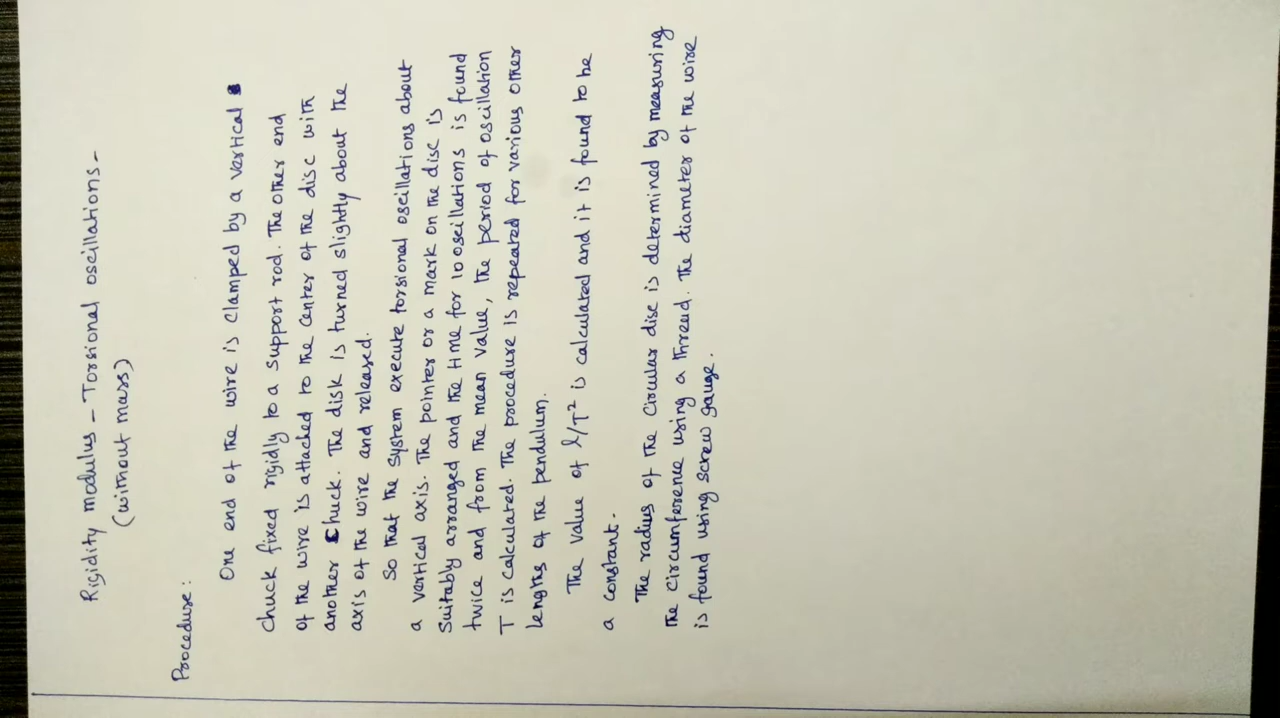 Rigidity modulus - Torsional oscillations -
(without mass)
Procedure:
One end of the wire is clamped by a vertical
chuck fixed rigidly to a support rod. The other end
of the wire is attached to the center of the disc with
another chuck. The disk is turned slightly about the
axis of the wire and released.
So that the system execute torsional oscillations about
a vertical axis. The pointer or a mark on the disc is
suitably arranged and the time for 10 oscillations is found
twice and from the mean value, the period of oscillation
T is calculated. The procedure is repeated for various other
lengths of the pendulum.
The value of l/T² is calculated and it is found to be
a constant.
The radius of the circular disc is determined by measuring
the circumference using a thread. The diameter of the wire
is found using screw gauge.